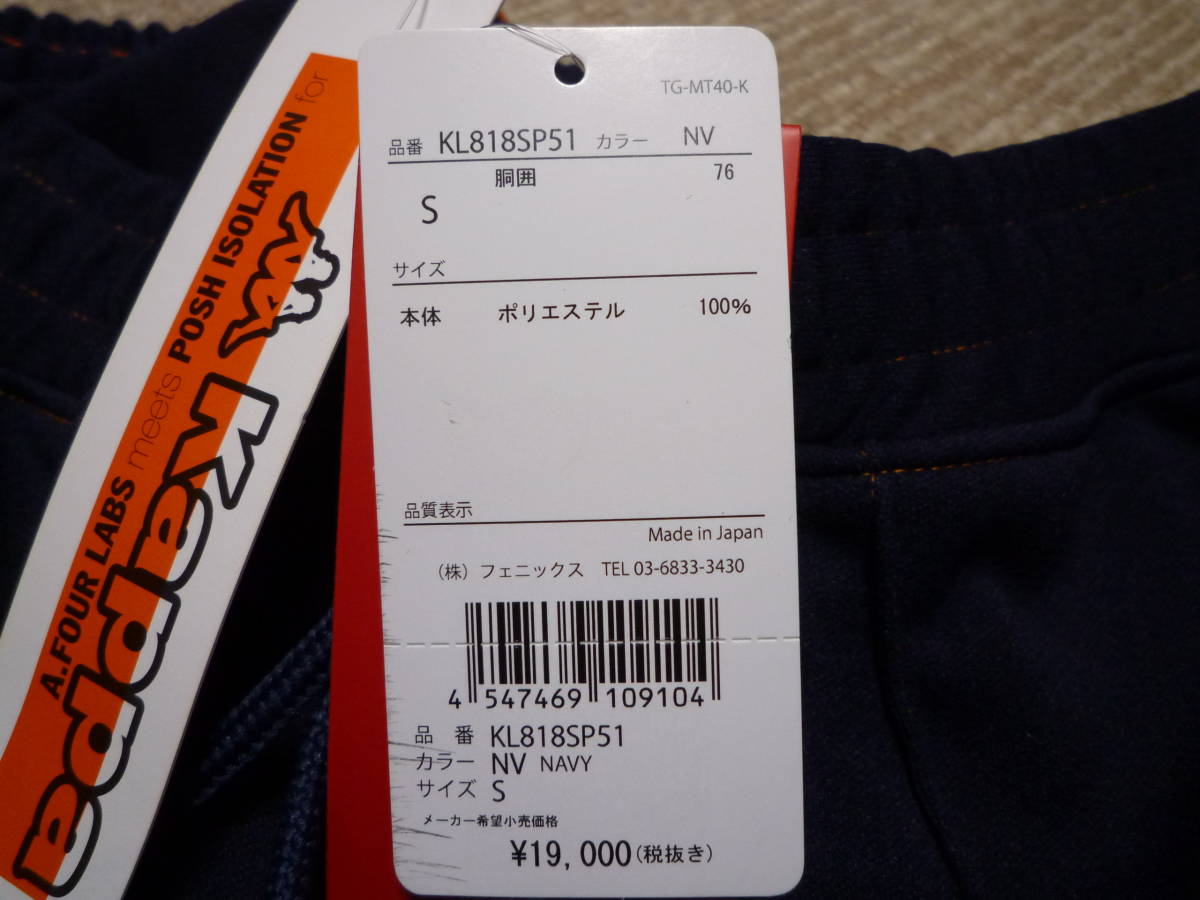 A.FOUR LABS meets POSH ISOLATION for
Kappa
TG-MT40-K
品番 KL818SP51 カラー NV
胴囲 76
S
サイズ
本体 ポリエステル 100%
品質表示
Made in Japan
(株) フェニックス TEL 03-6833-3430
4 547469 109104
品 番 KL818SP51
カラー NV NAVY
サイズ S
メーカー希望小売価格
¥19,000(税抜き)